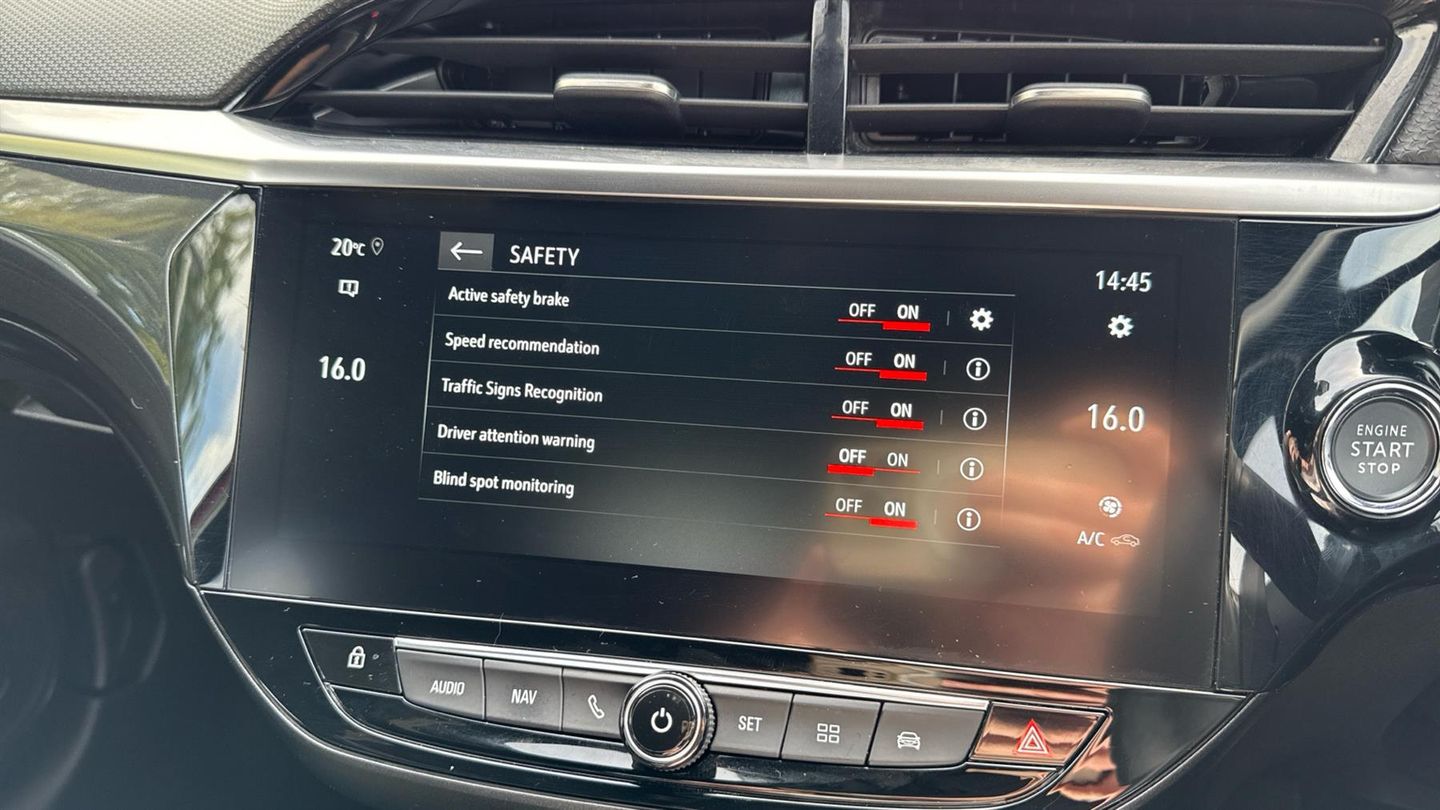 20°C
SAFETY
14:45
Active safety brake OFF ON
Speed recommendation OFF ON
Traffic Signs Recognition OFF ON
Driver attention warning OFF ON
Blind spot monitoring OFF ON
16.0
16.0
A/C
ENGINE
START
STOP
AUDIO
NAV
SET